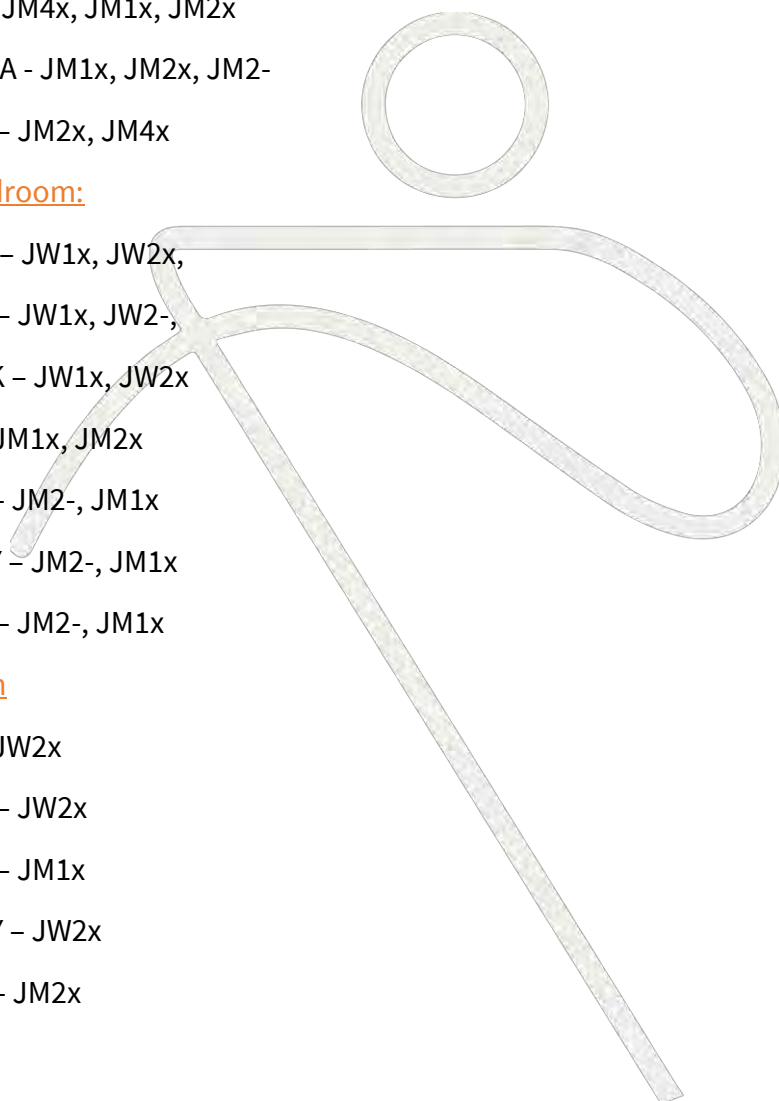 JM4x, JM1x, JM2x
A - JM1x, JM2x, JM2-
– JM2x, JM4x
room:
– JW1x, JW2x,
– JW1x, JW2-,
K – JW1x, JW2x
JM1x, JM2x
- JM2-, JM1x
– JM2-, JM1x
– JM2-, JM1x
JW2x
– JW2x
– JM1x
– JW2x
- JM2x